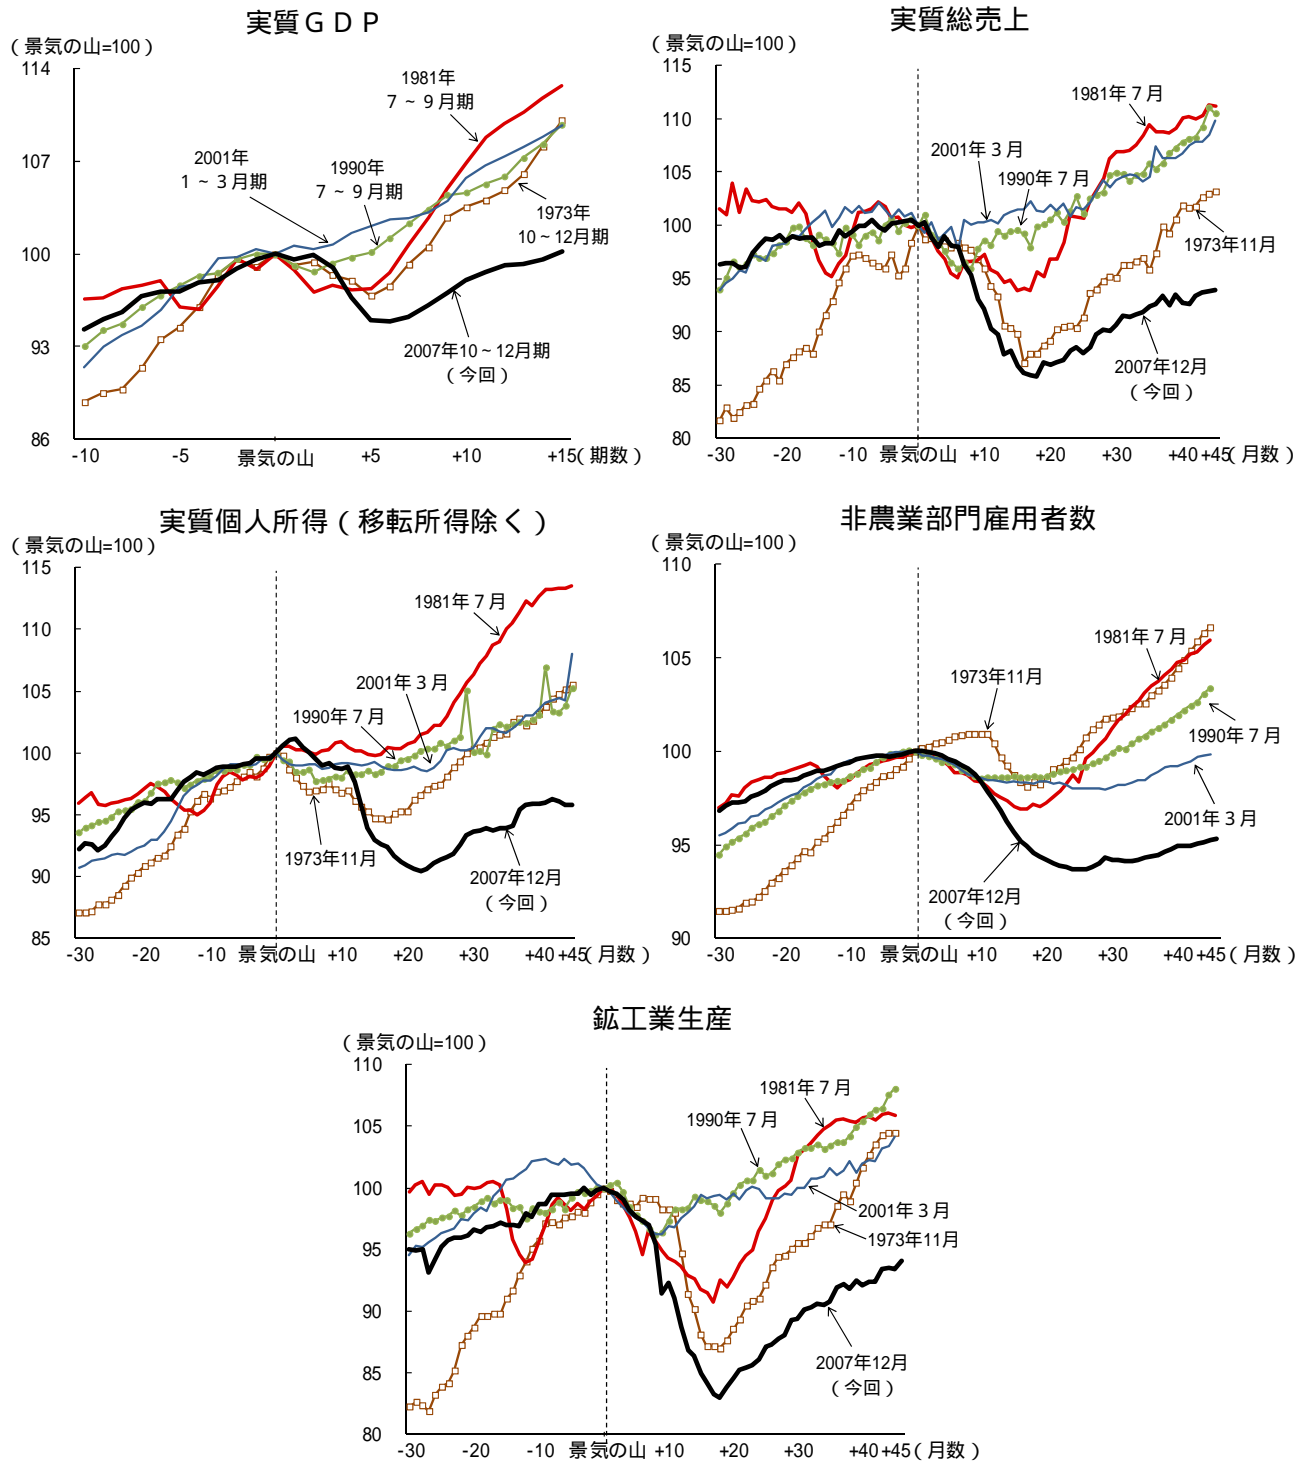 実質ＧＤＰ
（景気の山=100）
114
107
100
93
86
1981年
７～９月期
2001年
１～３月期
1990年
７～９月期
1973年
10～12月期
2007年10～12月期
（今回）
-10
-5
景気の山
+5
+10
+15（期数）
実質総売上
（景気の山=100）
115
110
105
100
95
90
85
80
1981年７月
2001年３月
1990年７月
1973年11月
2007年12月
（今回）
-30
-20
-10
景気の山
+10
+20
+30
+40
+45（月数）
実質個人所得（移転所得除く）
（景気の山=100）
115
110
105
100
95
90
85
1981年７月
2001年３月
1990年７月
1973年11月
2007年12月
（今回）
-30
-20
-10
景気の山
+10
+20
+30
+40
+45（月数）
非農業部門雇用者数
（景気の山=100）
110
105
100
95
90
1981年７月
1973年11月
1990年７月
2001年３月
2007年12月
（今回）
-30
-20
-10
景気の山
+10
+20
+30
+40
+45（月数）
鉱工業生産
（景気の山=100）
110
105
100
95
90
85
80
1981年７月
1990年７月
2001年３月
1973年11月
2007年12月
（今回）
-30
-20
-10
景気の山
+10
+20
+30
+40
+45（月数）